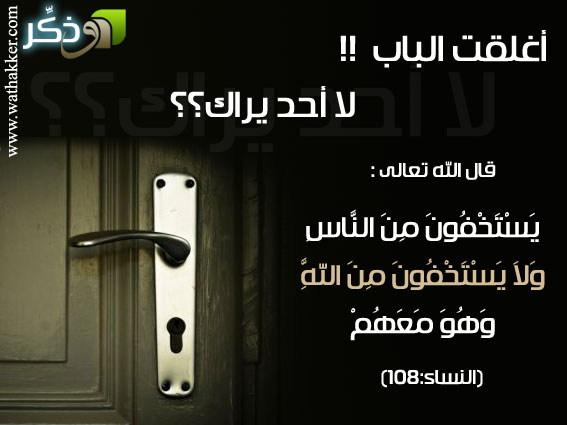 وذكِّر
www.wathakker.com
أغلقت الباب !!
لا أحد يراك؟؟
قال الله تعالى :
يَسْتَخْفُونَ مِنَ النَّاسِ
وَلاَ يَسْتَخْفُونَ مِنَ اللَّهِ
وَهُوَ مَعَهُمْ
(النساء:108)